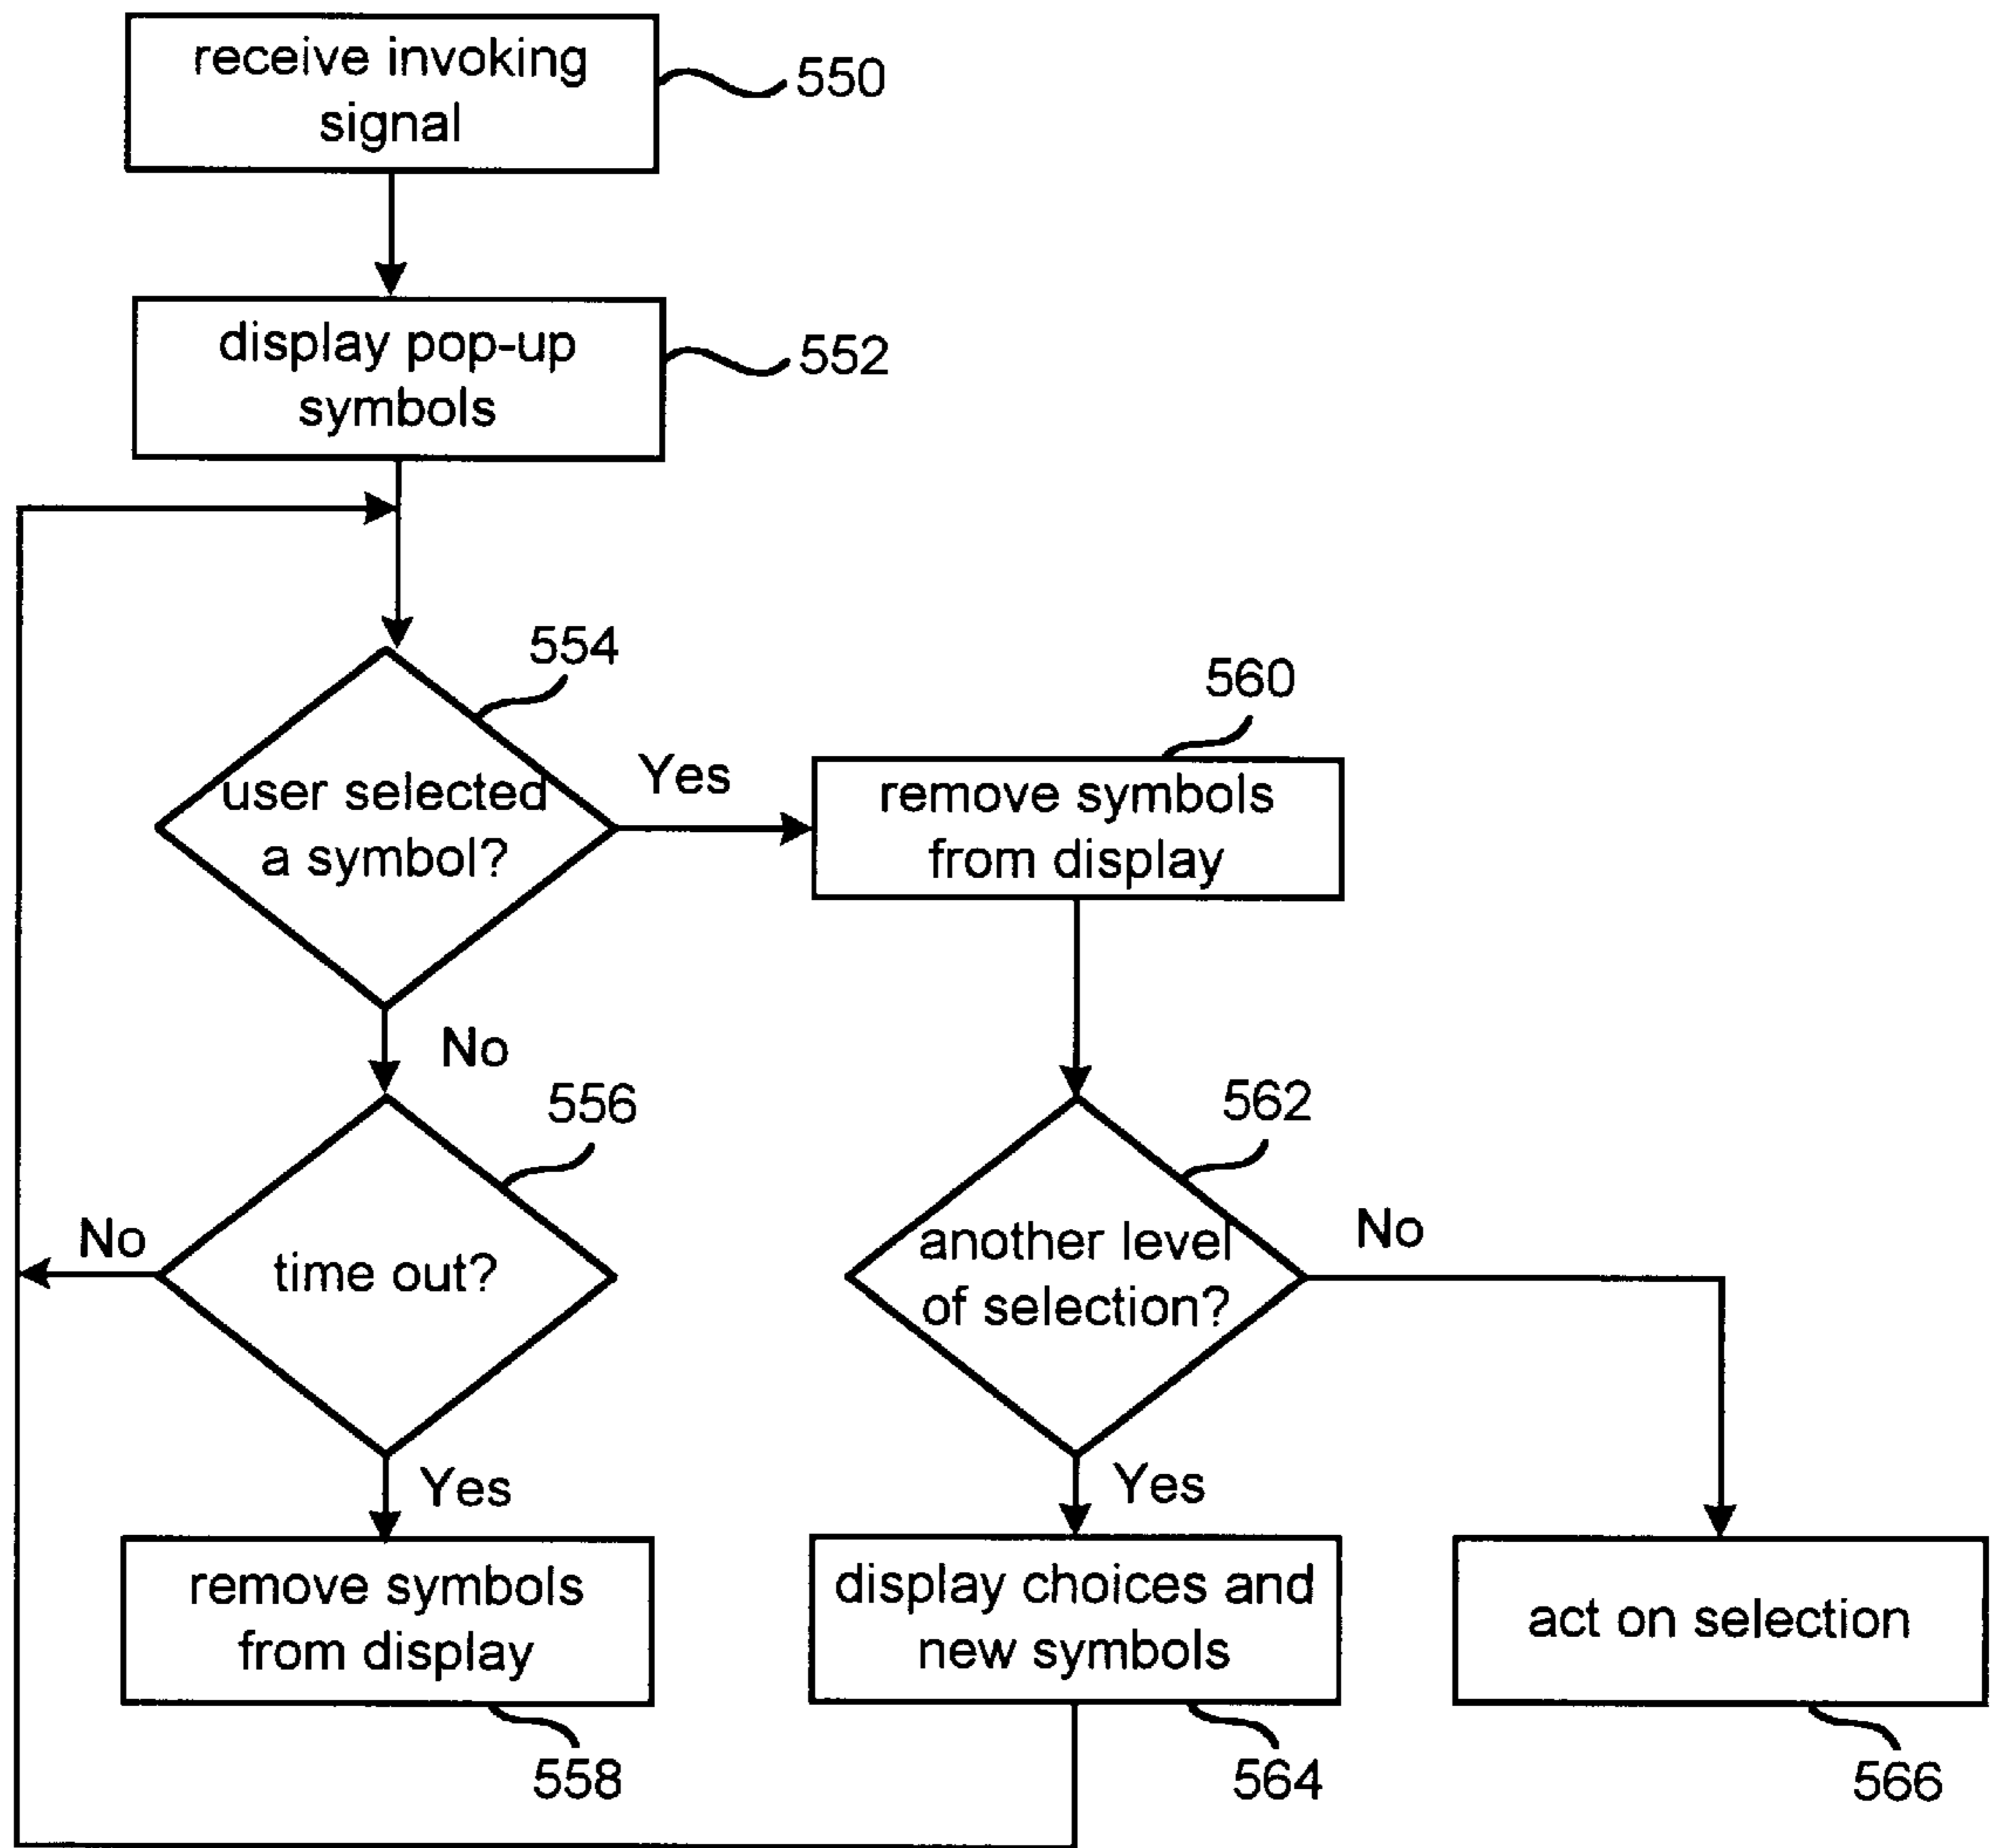 receive invoking
signal
550
display pop-up
symbols
552
554
user selected
a symbol?
Yes
No
560
remove symbols
from display
556
time out?
No
Yes
562
another level
of selection?
No
Yes
remove symbols
from display
558
display choices and
new symbols
564
act on selection
566